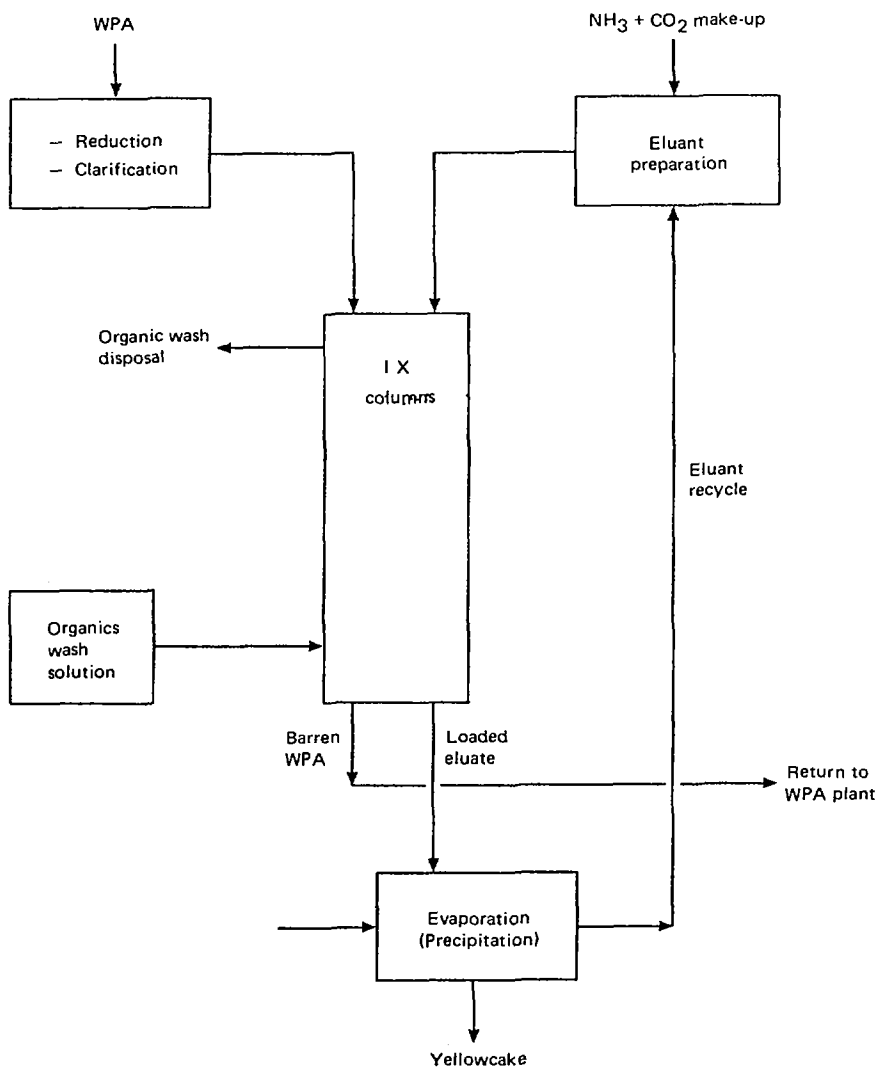 WPA
NH3 + CO2 make-up
– Reduction
– Clarification
Eluant
preparation
Organic wash
disposal
I X
columns
Eluant
recycle
Organics
wash
solution
Barren
WPA
Loaded
eluate
Return to
WPA plant
Evaporation
(Precipitation)
Yellowcake